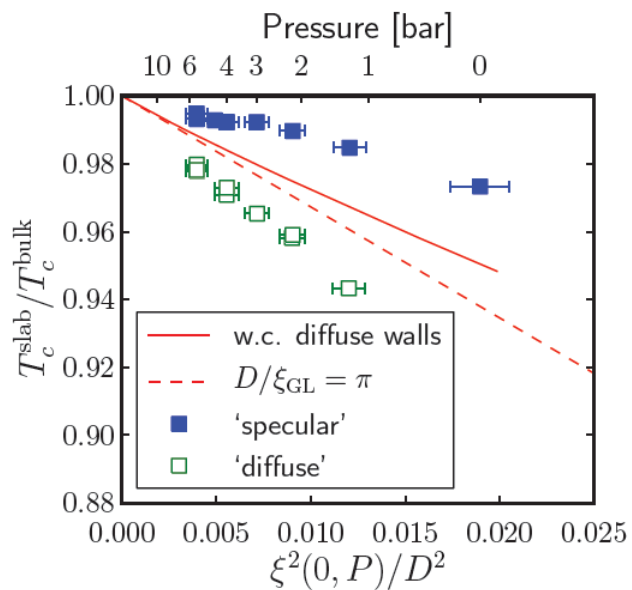 Pressure [bar]
10 6 4 3 2 1 0
1.00
0.98
0.96
0.94
0.92
0.90
0.88
T_c^slab/T_c^bulk
w.c. diffuse walls
D/ξ_GL = π
‘specular’
‘diffuse’
0.000 0.005 0.010 0.015 0.020 0.025
ξ²(0, P)/D²